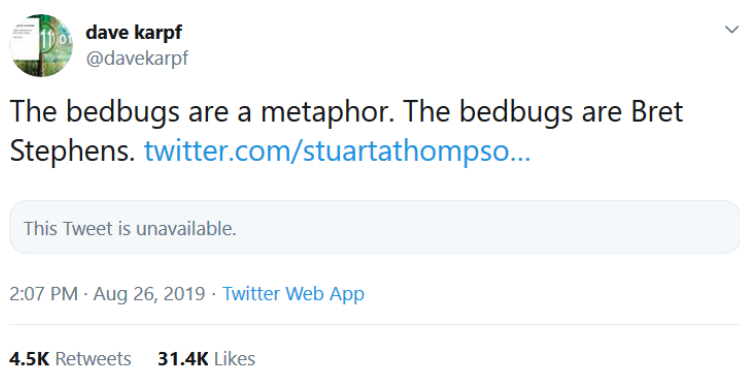 dave karpf
@davekarpf
The bedbugs are a metaphor. The bedbugs are Bret
Stephens. twitter.com/stuartathompso...
This Tweet is unavailable.
2:07 PM · Aug 26, 2019 · Twitter Web App
4.5K Retweets 31.4K Likes